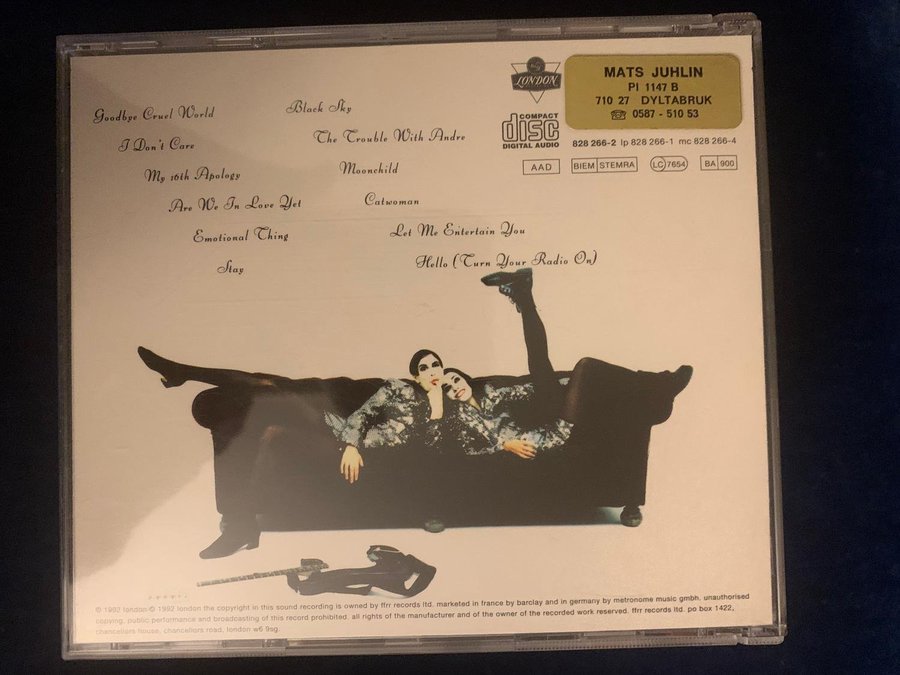 Goodbye Cruel World
I Don't Care
My 16th Apology
Are We In Love Yet
Emotional Thing
Stay
Black Sky
The Trouble With Andre
Moonchild
Catwoman
Let Me Entertain You
Hello (Turn Your Radio On)
LONDON
COMPACT
disc
DIGITAL AUDIO
MATS JUHLIN
Pl 1147 B
710 27 DYLTABRUK
☎ 0587 - 510 53
828 266-2 lp 828 266-1 mc 828 266-4
AAD
BIEM STEMRA
LC 7654
BA 900
℗ 1992 london © 1992 london the copyright in this sound recording is owned by ffrr records ltd. marketed in france by barclay and in germany by metronome music gmbh. unauthorised
copying, public performance and broadcasting of this record prohibited. all rights of the manufacturer and of the owner of the recorded work reserved. ffrr records ltd. po box 1422,
chancellors house, chancellors road, london w6 9sg.